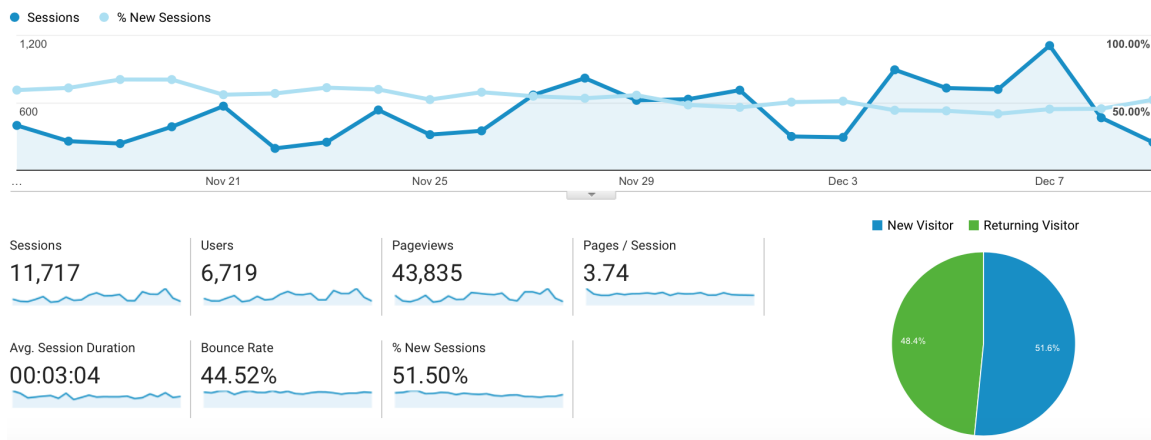 Sessions % New Sessions
1,200 100.00%
600 50.00%
... Nov 21 Nov 25 Nov 29 Dec 3 Dec 7
New Visitor Returning Visitor
Sessions Users Pageviews Pages / Session
11,717 6,719 43,835 3.74
48.4% 51.6%
Avg. Session Duration Bounce Rate % New Sessions
00:03:04 44.52% 51.50%